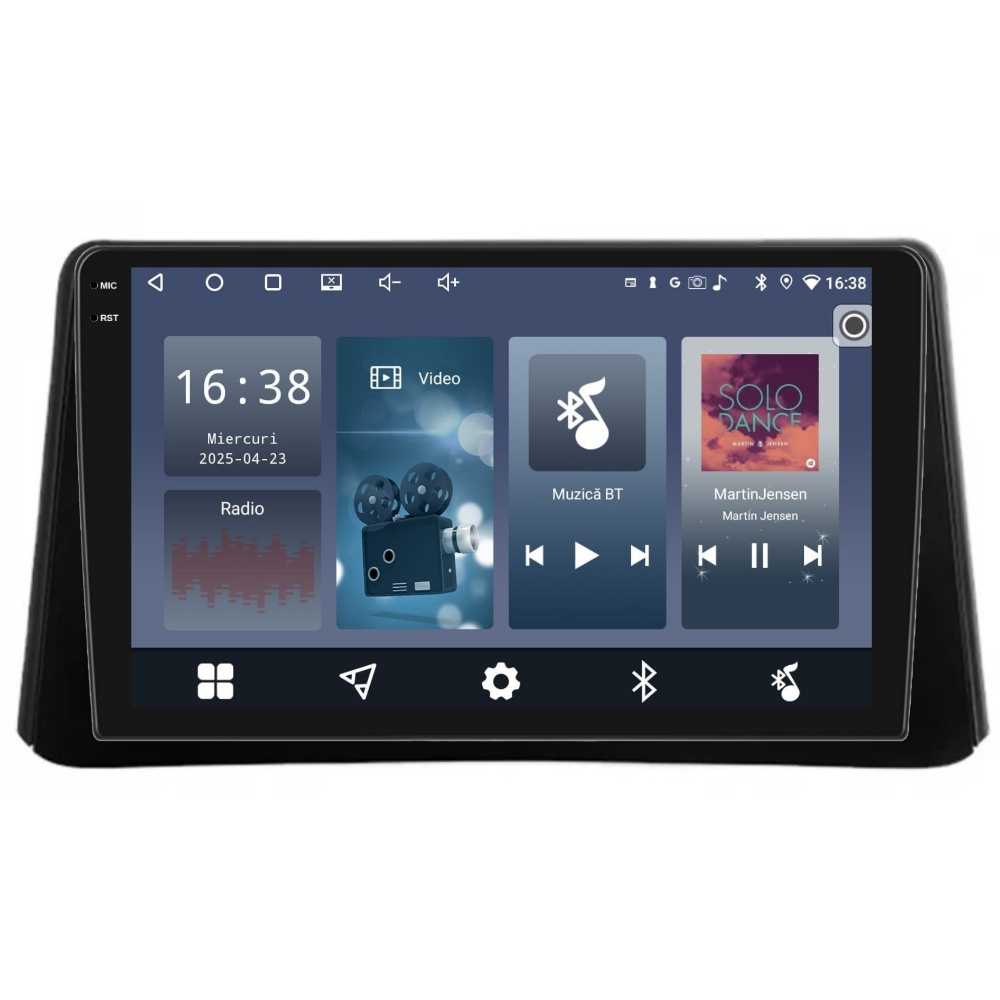 MIC
RST
16:38
16:38
Miercuri
2025-04-23
Radio
Video
Muzică BT
SOLO
DANCE
MARTIN JENSEN
MartinJensen
Martin Jensen